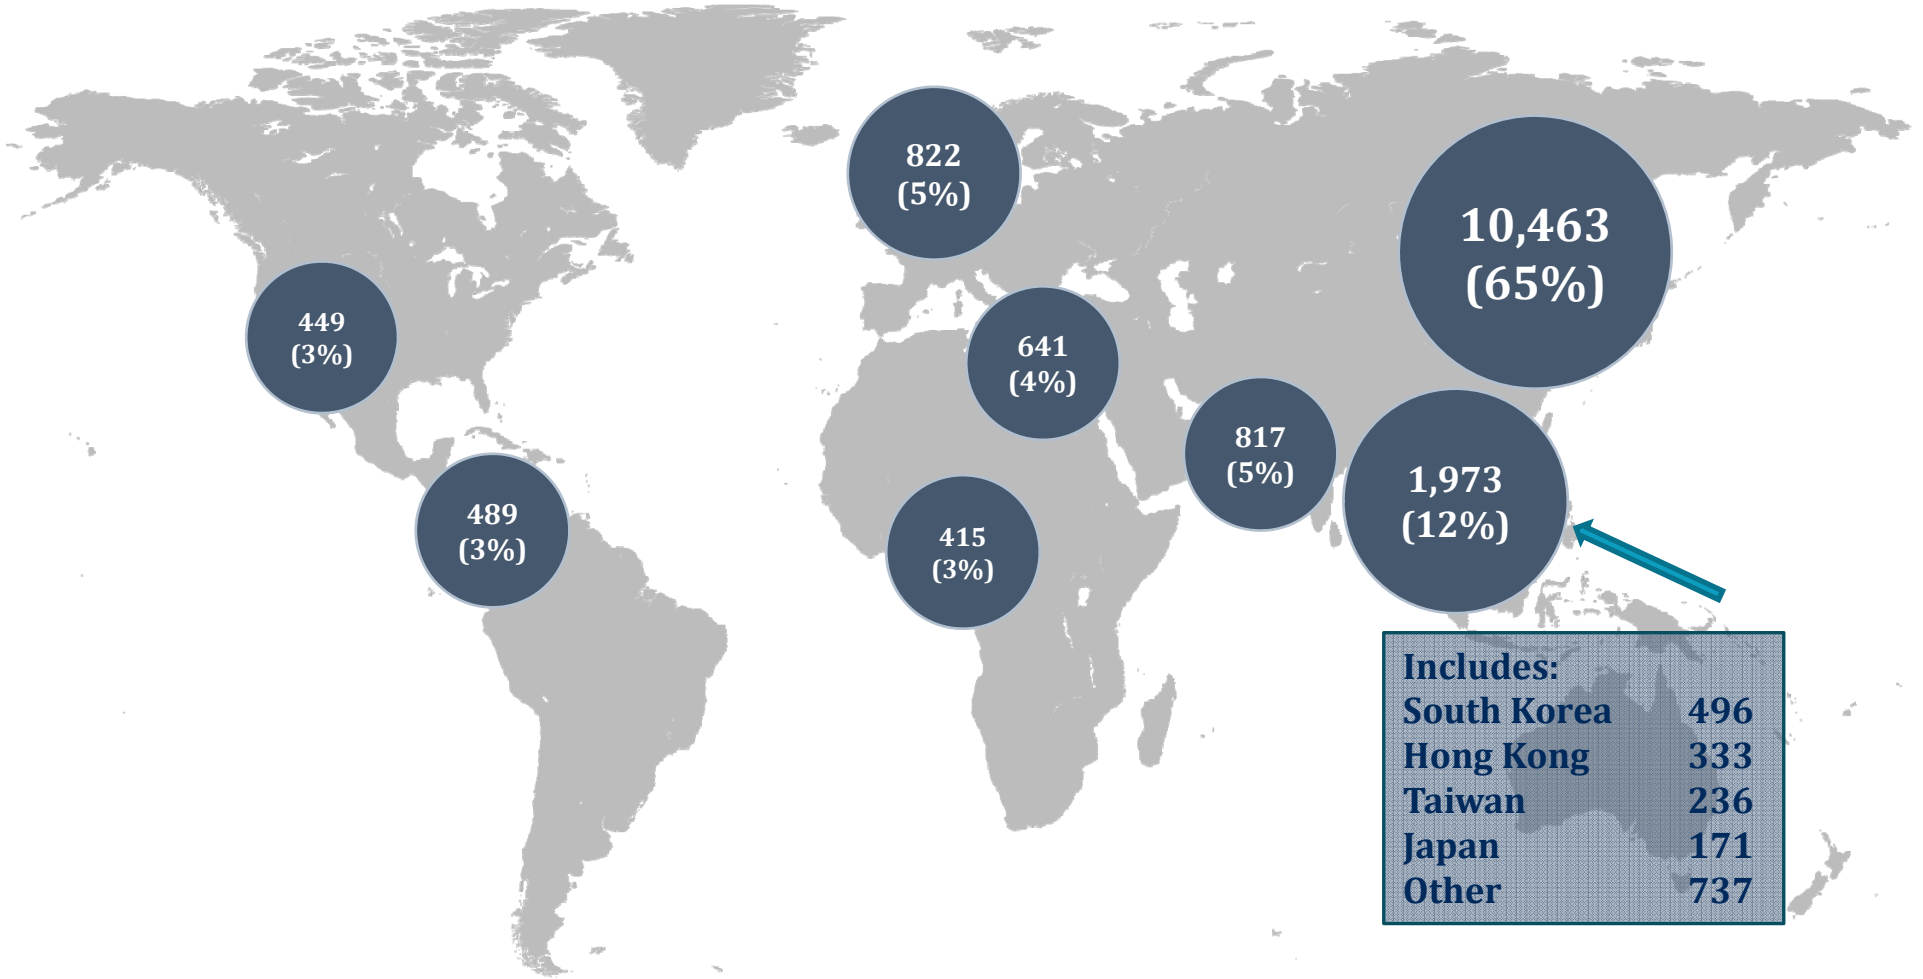 822
(5%)
10,463
(65%)
449
(3%)
641
(4%)
817
(5%)
1,973
(12%)
489
(3%)
415
(3%)
Includes:
South Korea 496
Hong Kong 333
Taiwan 236
Japan 171
Other 737